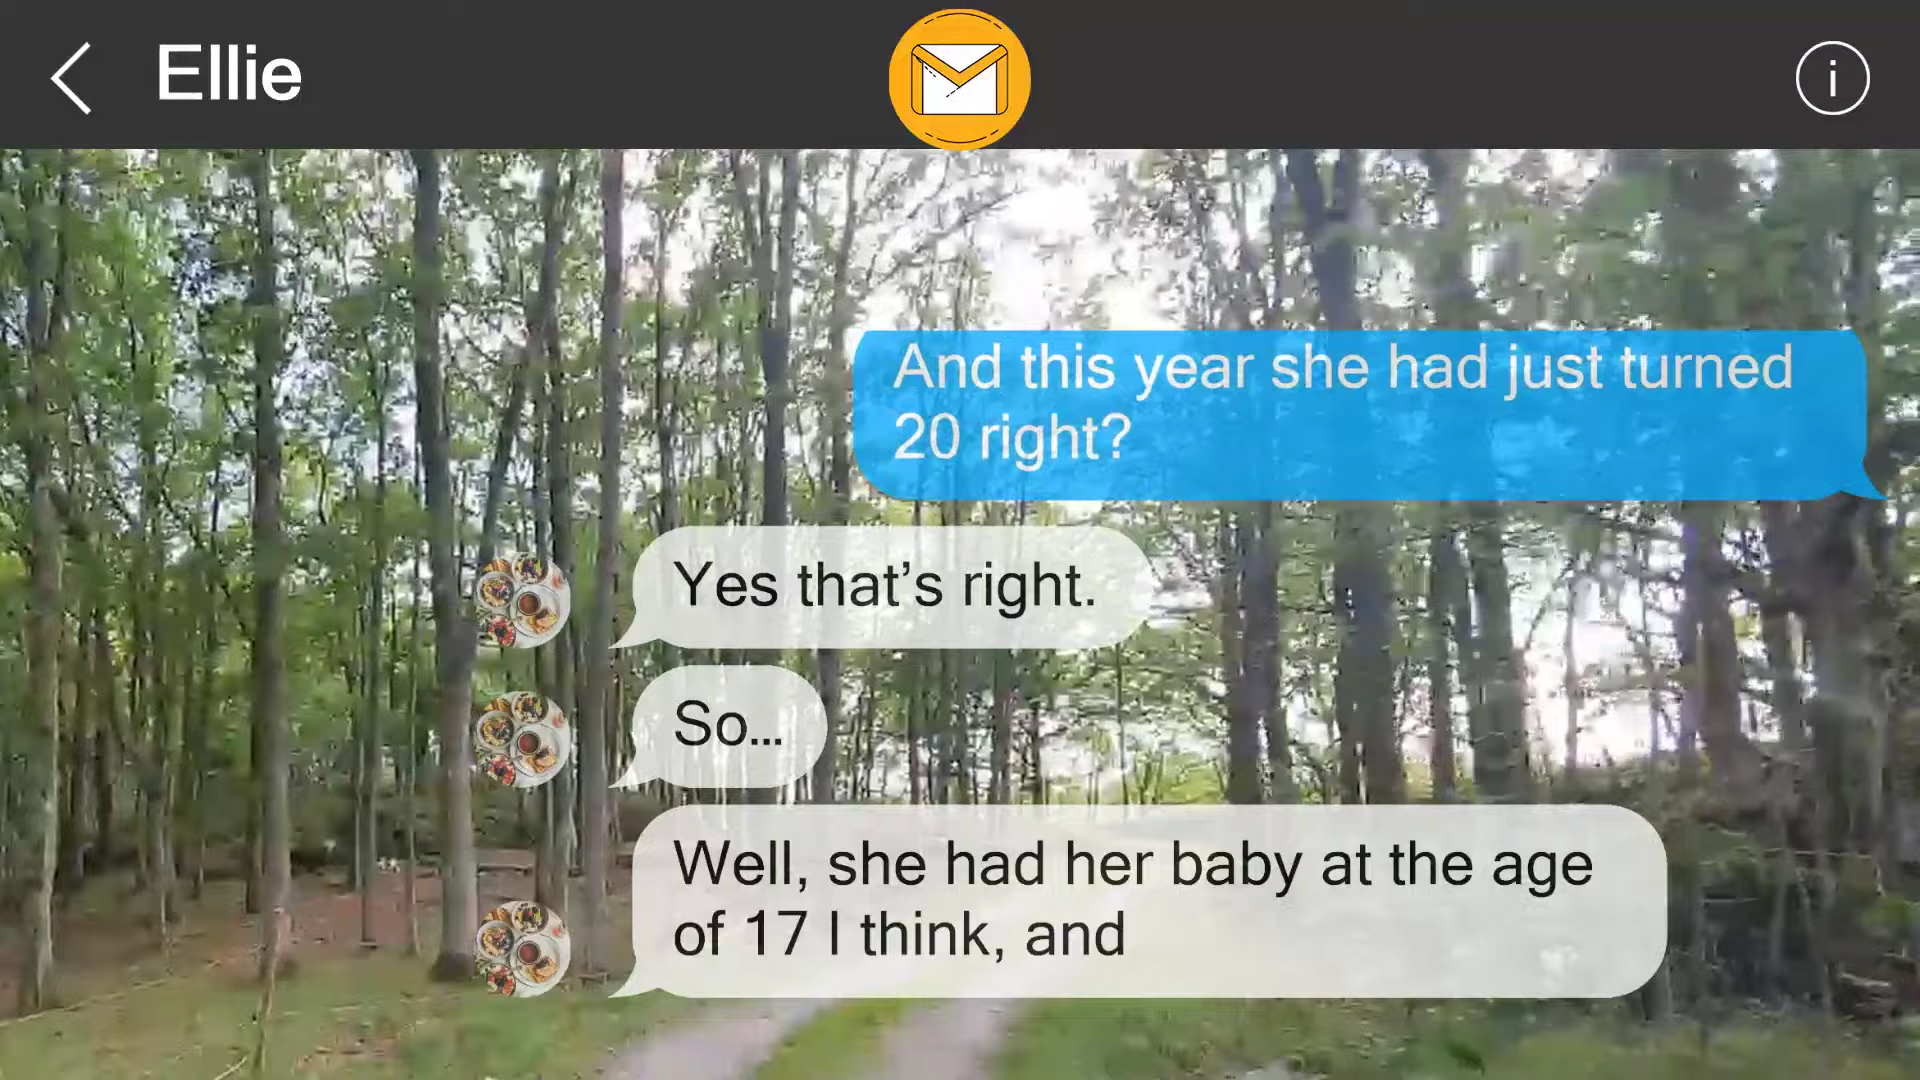 Ellie
i
And this year she had just turned
20 right?
Yes that’s right.
So...
Well, she had her baby at the age
of 17 I think, and